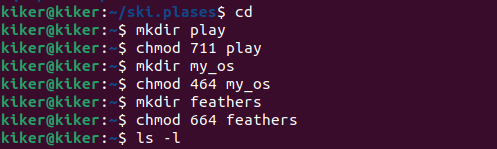 kiker@kiker:~/ski.plases$ cd
kiker@kiker:~$ mkdir play
kiker@kiker:~$ chmod 711 play
kiker@kiker:~$ mkdir my_os
kiker@kiker:~$ chmod 464 my_os
kiker@kiker:~$ mkdir feathers
kiker@kiker:~$ chmod 664 feathers
kiker@kiker:~$ ls -l